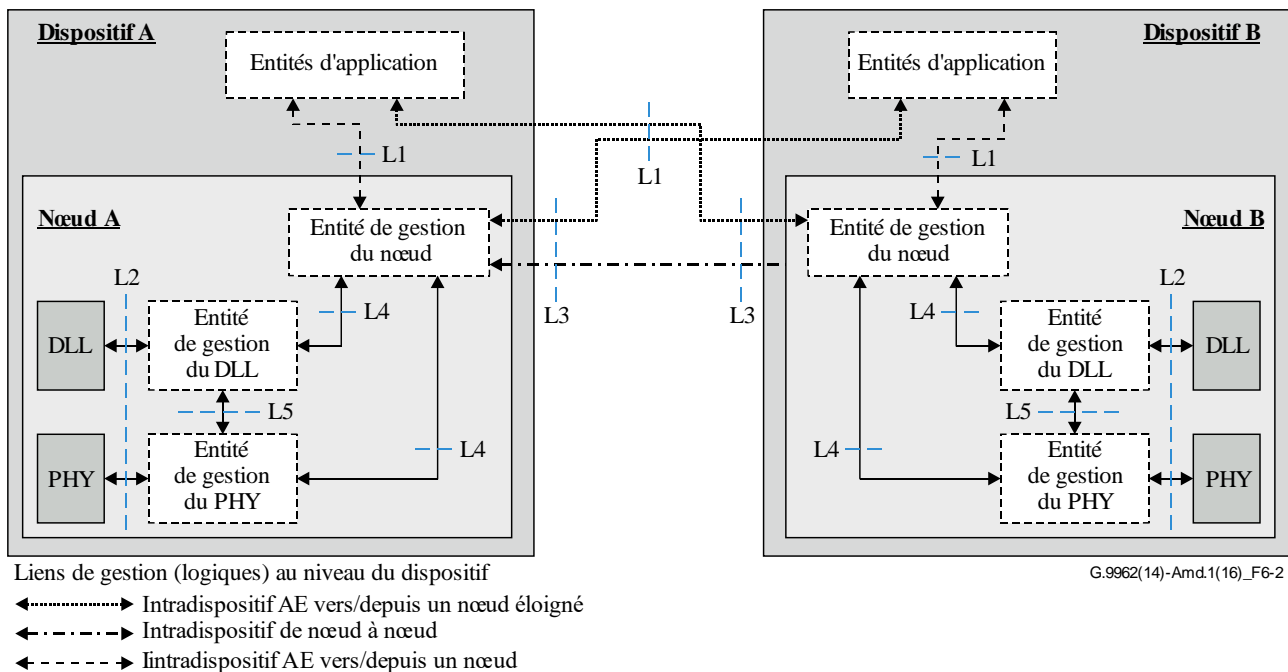 Dispositif A
Entités d'application
L1
Nœud A
Entité de gestion
du nœud
L2
L4
DLL
Entité
de gestion
du DLL
L5
PHY
Entité
de gestion
du PHY
L4
L1
L3
L3
Dispositif B
Entités d'application
L1
Nœud B
Entité de gestion
du nœud
L2
L4
Entité
de gestion
du DLL
DLL
L5
L4
Entité
de gestion
du PHY
PHY
Liens de gestion (logiques) au niveau du dispositif
G.9962(14)-Amd.1(16)_F6-2
Intradispositif AE vers/depuis un nœud éloigné
Intradispositif de nœud à nœud
Iintradispositif AE vers/depuis un nœud